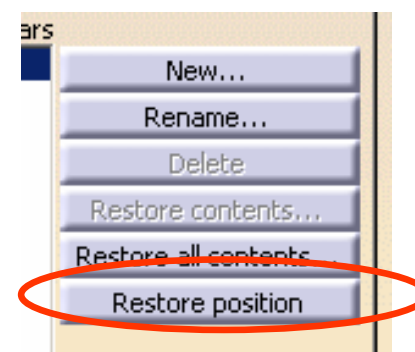 ars
New...
Rename...
Delete
Restore contents...
Restore all contents...
Restore position